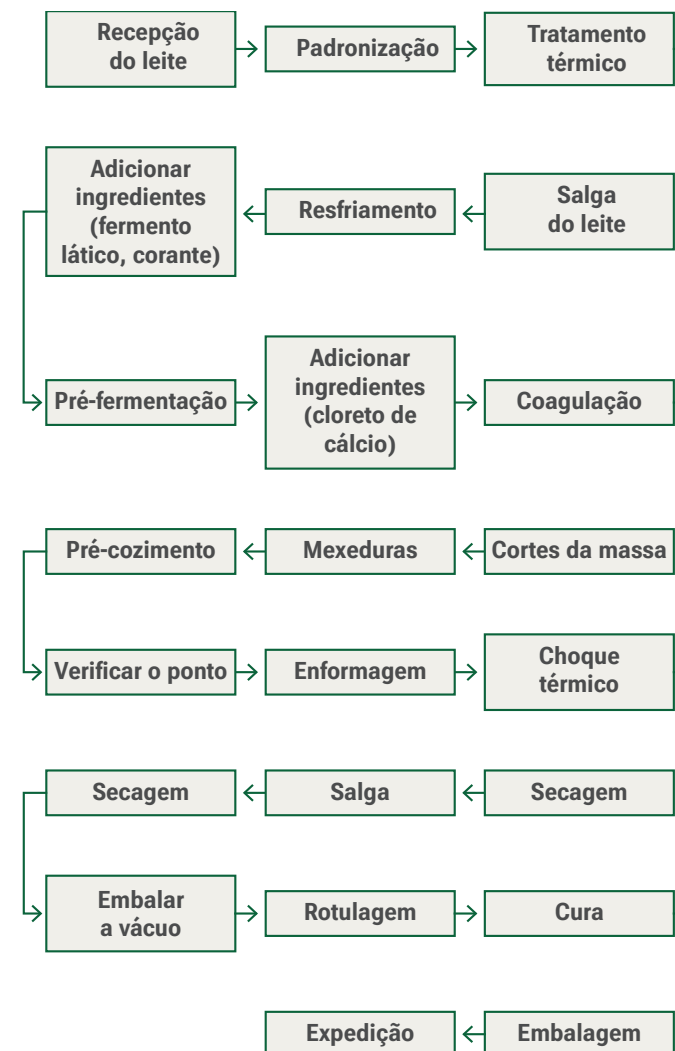 Recepção
do leite
Padronização
Tratamento
térmico
Salga
do leite
Resfriamento
Adicionar
ingredientes
(fermento
lático, corante)
Pré-fermentação
Adicionar
ingredientes
(cloreto de
cálcio)
Coagulação
Cortes da massa
Mexeduras
Pré-cozimento
Verificar o ponto
Enformagem
Choque
térmico
Secagem
Salga
Secagem
Embalar
a vácuo
Rotulagem
Cura
Embalagem
Expedição